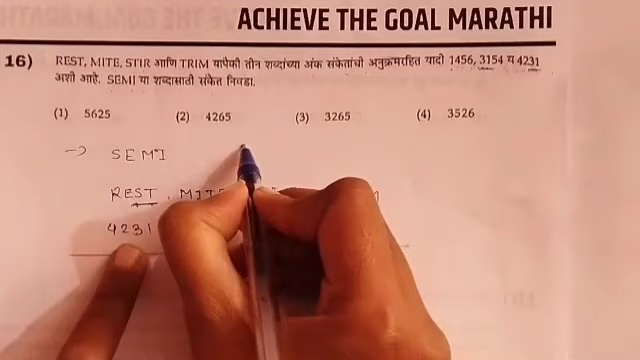 ACHIEVE THE GOAL MARATHI
16) REST, MITE, STIR आणि TRIM यापैकी तीन शब्दांच्या अंक संकेतांची अनुक्रमरहित यादी 1456, 3154 व 4231
अशी आहे. SEMI या शब्दासाठी संकेत निवडा.
(1) 5625 (2) 4265 (3) 3265 (4) 3526
→ SEMI
REST, MIT
4231